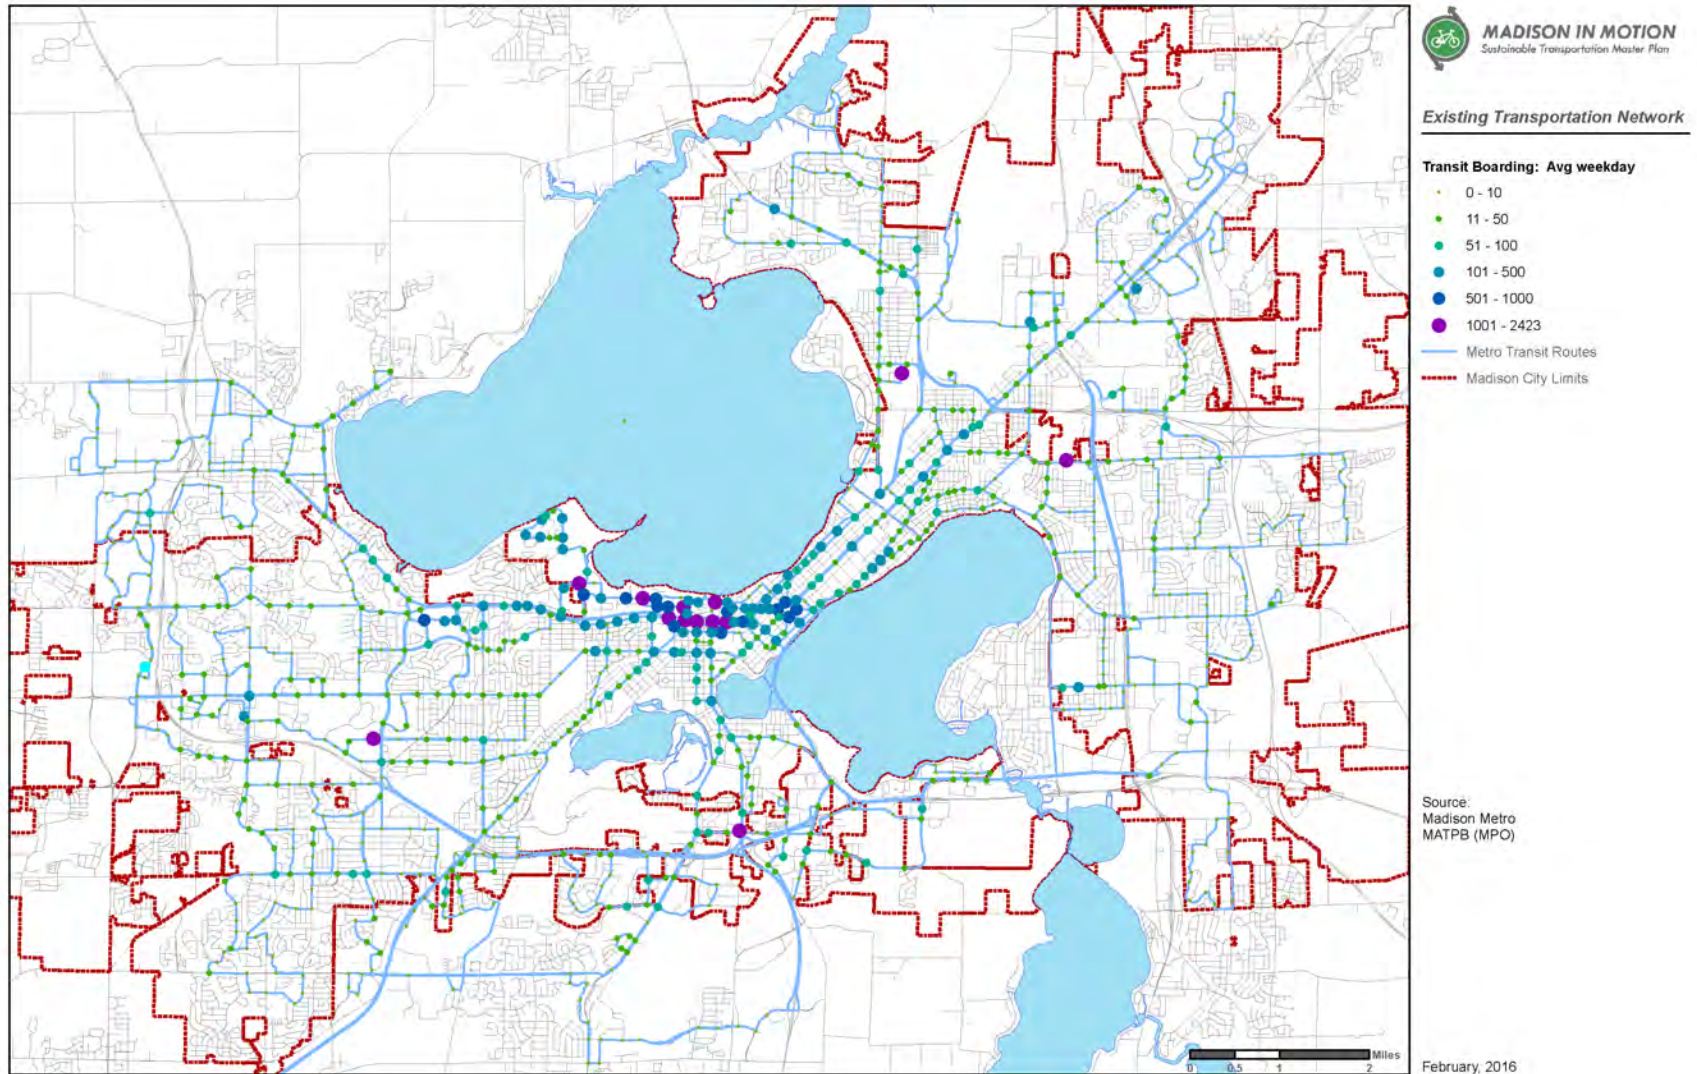 MADISON IN MOTION
Sustainable Transportation Master Plan
Existing Transportation Network
Transit Boarding: Avg weekday
0 - 10
11 - 50
51 - 100
101 - 500
501 - 1000
1001 - 2423
Metro Transit Routes
Madison City Limits
Source:
Madison Metro
MATPB (MPO)
Miles
0 0.5 1 2
February, 2016